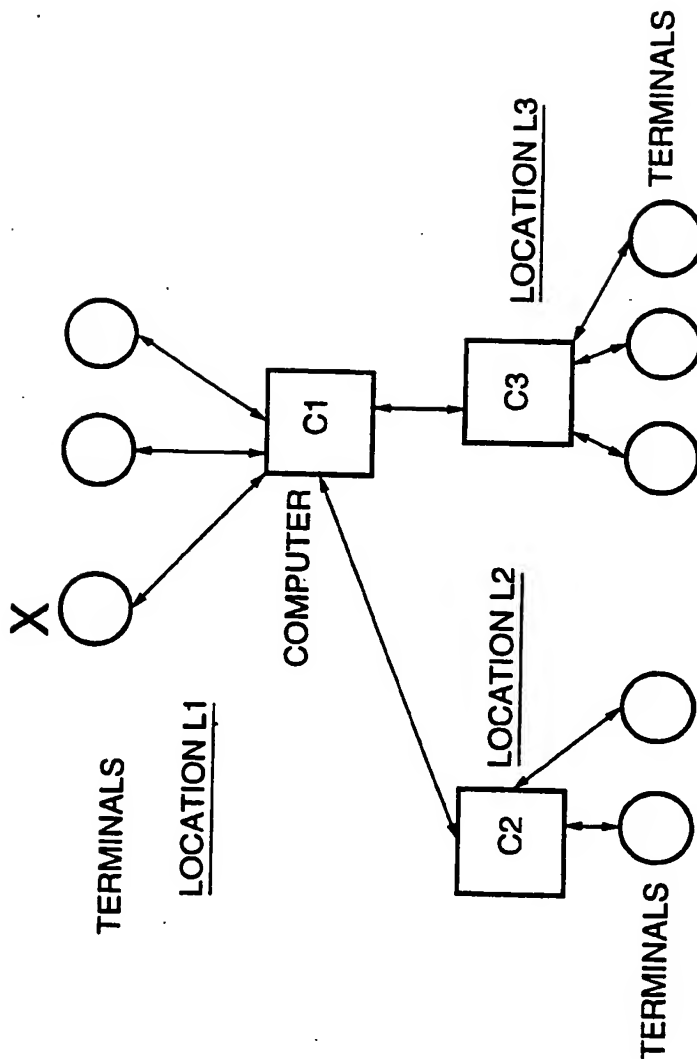 X
TERMINALS
LOCATION L1
COMPUTER
C1
LOCATION L2
C2
TERMINALS
LOCATION L3
C3
TERMINALS